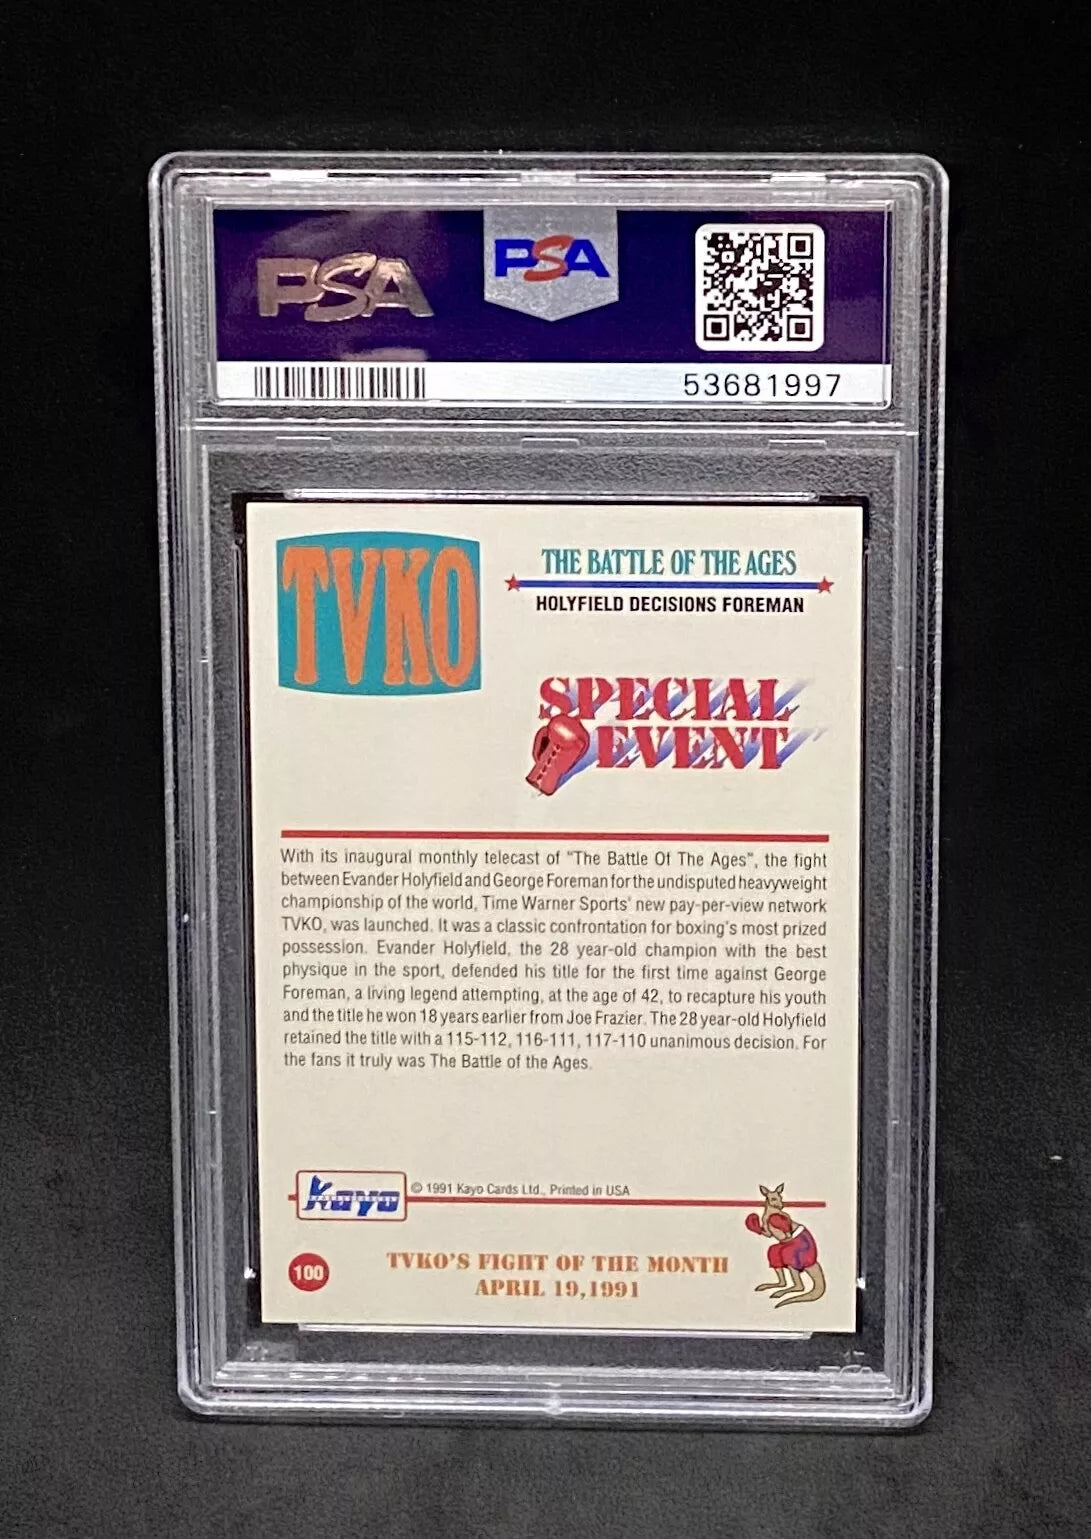 PSA
PSA
53681997
TVKO
THE BATTLE OF THE AGES
HOLYFIELD DECISIONS FOREMAN
SPECIAL
EVENT
With its inaugural monthly telecast of "The Battle Of The Ages", the fight
between Evander Holyfield and George Foreman for the undisputed heavyweight
championship of the world, Time Warner Sports' new pay-per-view network
TVKO, was launched. It was a classic confrontation for boxing's most prized
possession. Evander Holyfield, the 28 year-old champion with the best
physique in the sport, defended his title for the first time against George
Foreman, a living legend attempting, at the age of 42, to recapture his youth
and the title he won 18 years earlier from Joe Frazier. The 28 year-old Holyfield
retained the title with a 115-112, 116-111, 117-110 unanimous decision. For
the fans it truly was The Battle of the Ages.
Kayo
© 1991 Kayo Cards Ltd., Printed in USA
100
TVKO'S FIGHT OF THE MONTH
APRIL 19,1991